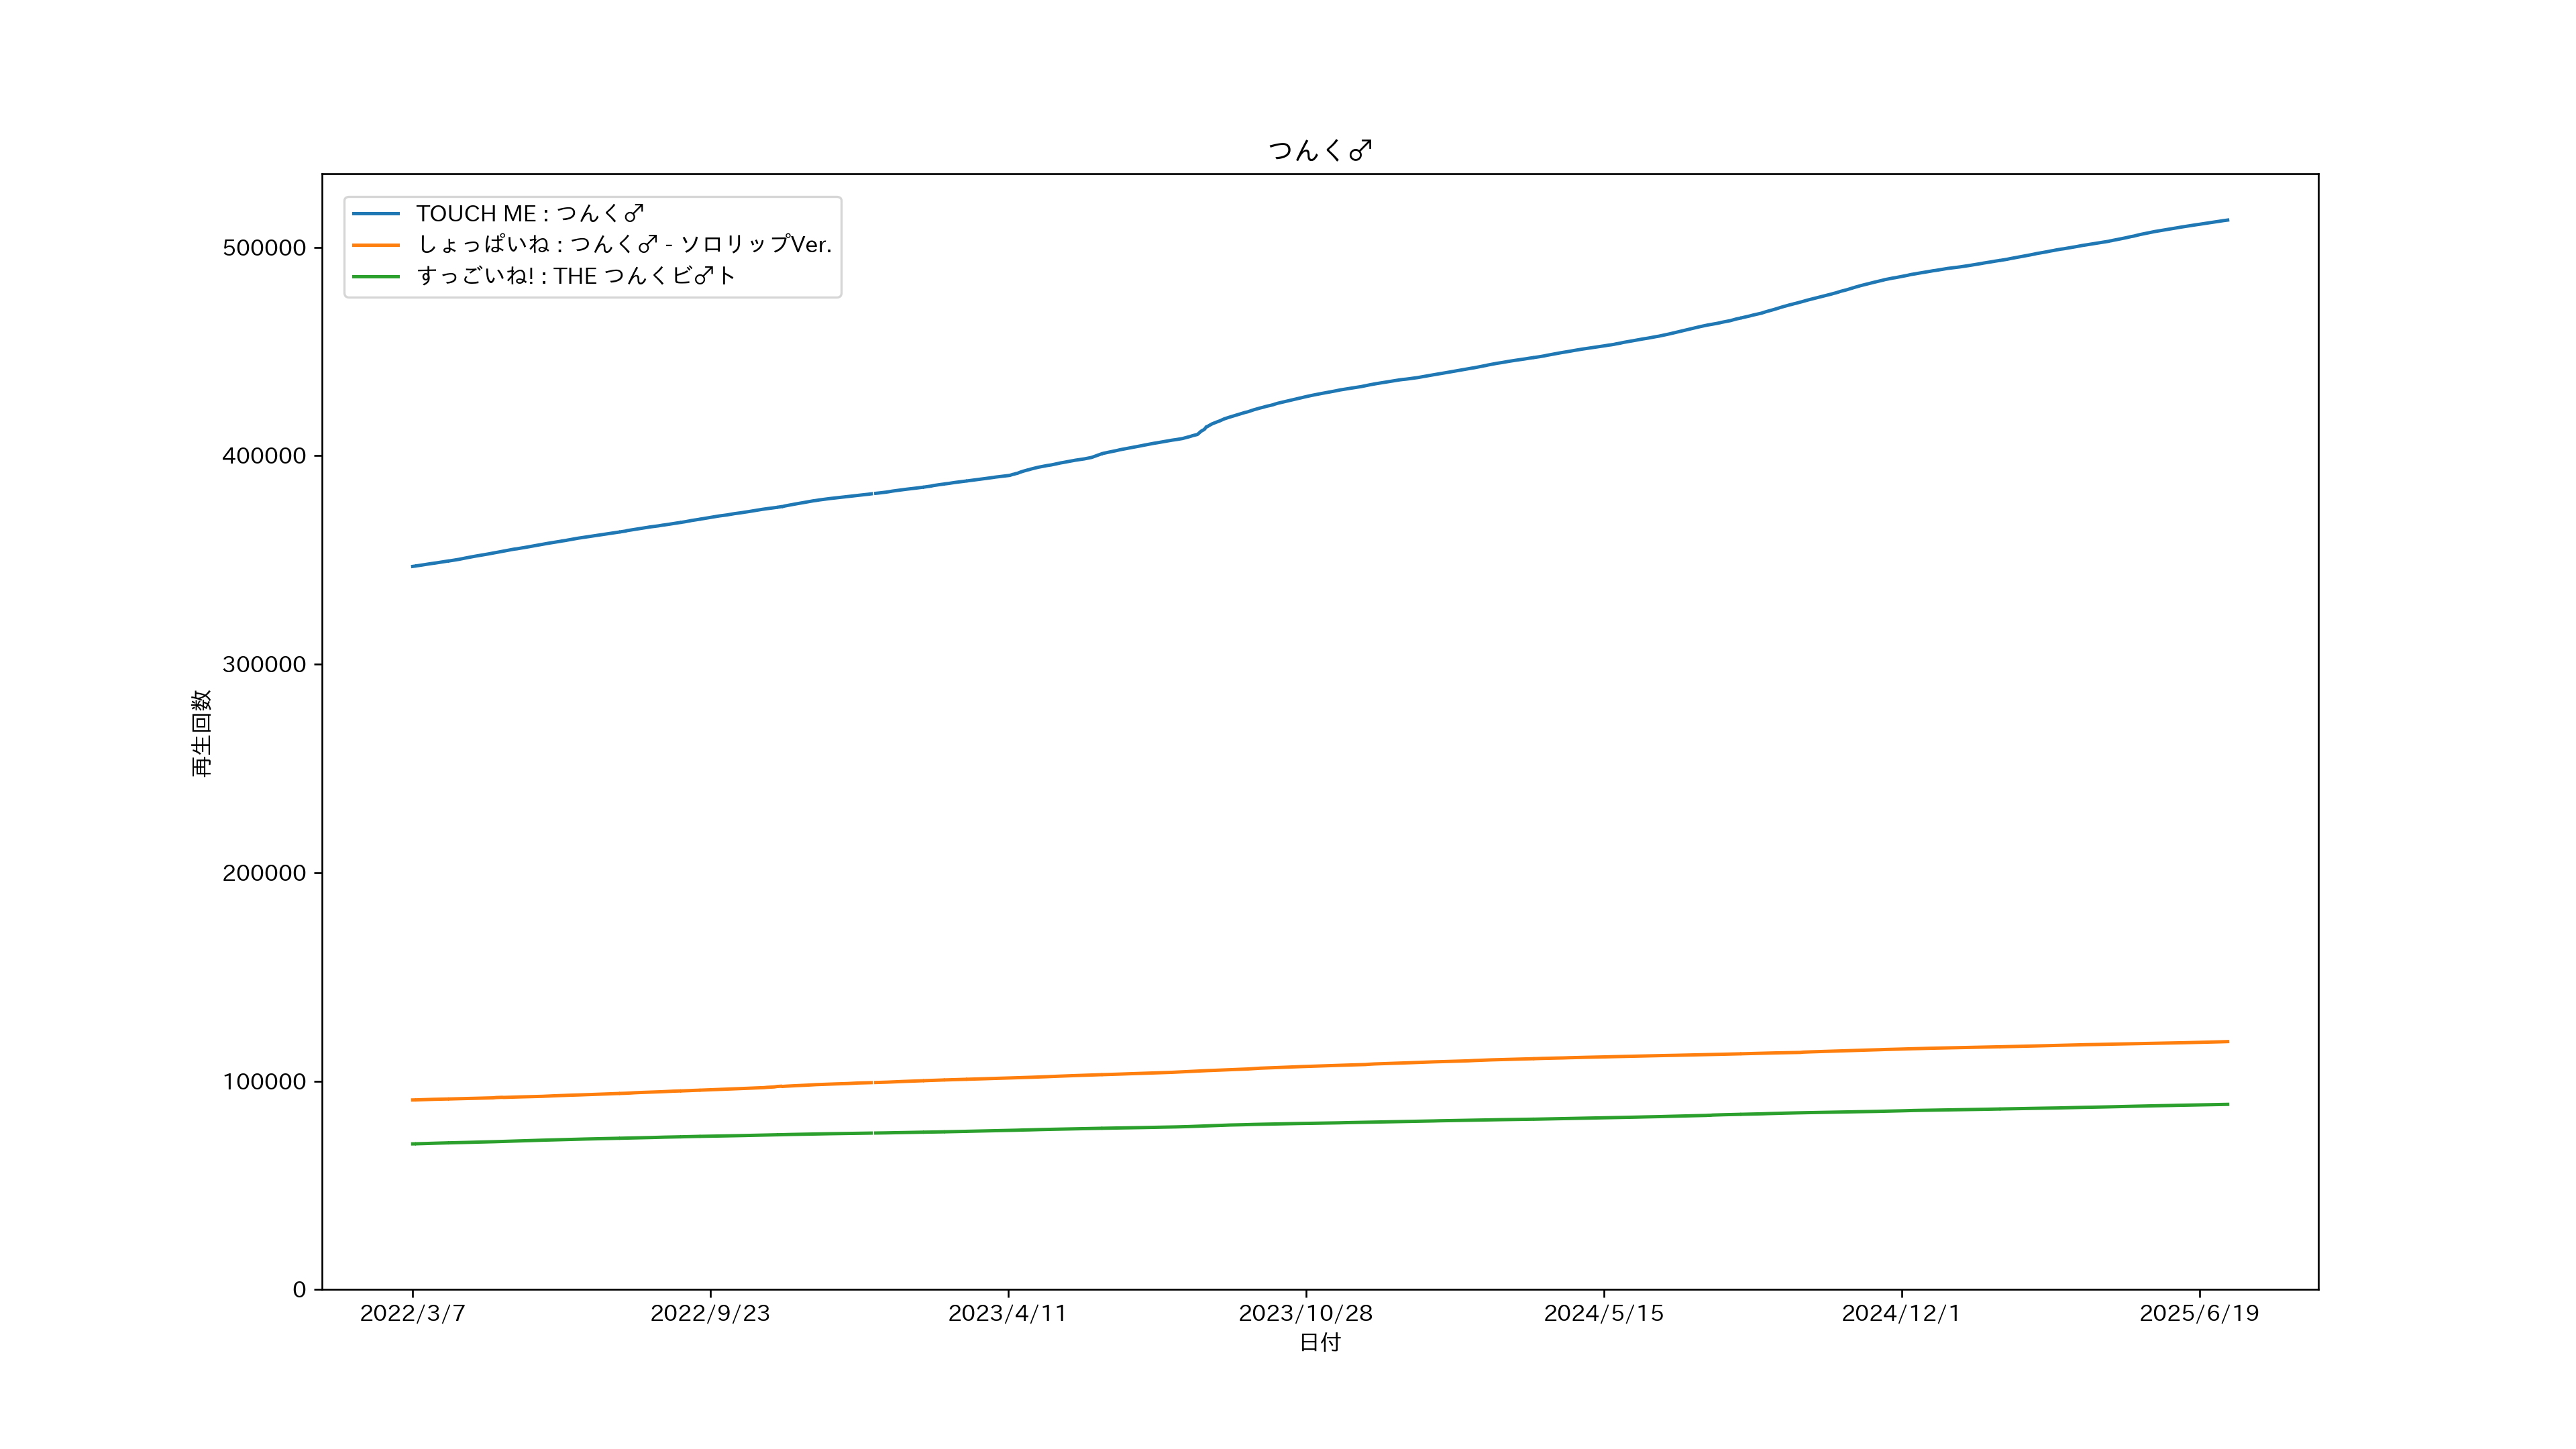 つんく♂
TOUCH ME : つんく♂
しょっぱいね : つんく♂ - ソロリップVer.
すっごいね! : THE つんくビ♂ト
500000
400000
300000
200000
100000
0
再生回数
2022/3/7
2022/9/23
2023/4/11
2023/10/28
2024/5/15
2024/12/1
2025/6/19
日付